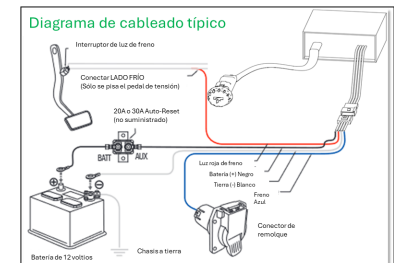 Diagrama de cableado típico
Interruptor de luz de freno
Conectar LADO FRÍO
(Sólo se pisa el pedal de tensión)
20A o 30A Auto-Reset
(no suministrado)
BATT
AUX
Luz roja de freno
Batería (+) Negro
Tierra (-) Blanco
Freno
Azul
Conector de
remolque
Chasis a tierra
Batería de 12 voltios